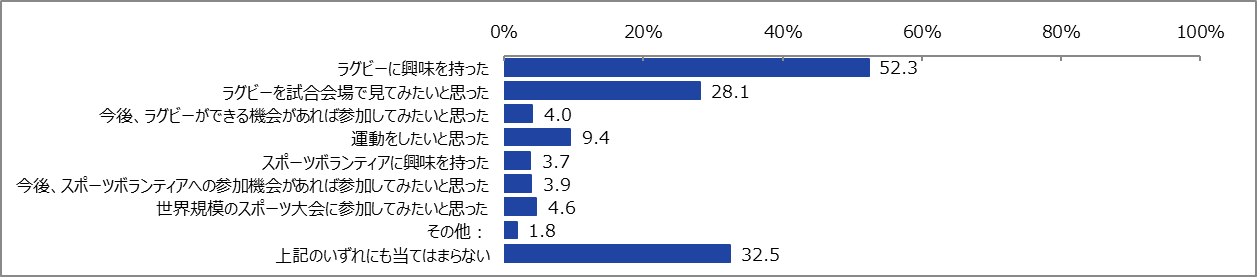 0% 20% 40% 60% 80% 100%
ラグビーに興味を持った 52.3
ラグビーを試合会場で見てみたいと思った 28.1
今後、ラグビーができる機会があれば参加してみたいと思った 4.0
運動をしたいと思った 9.4
スポーツボランティアに興味を持った 3.7
今後、スポーツボランティアへの参加機会があれば参加してみたいと思った 3.9
世界規模のスポーツ大会に参加してみたいと思った 4.6
その他： 1.8
上記のいずれにも当てはまらない 32.5